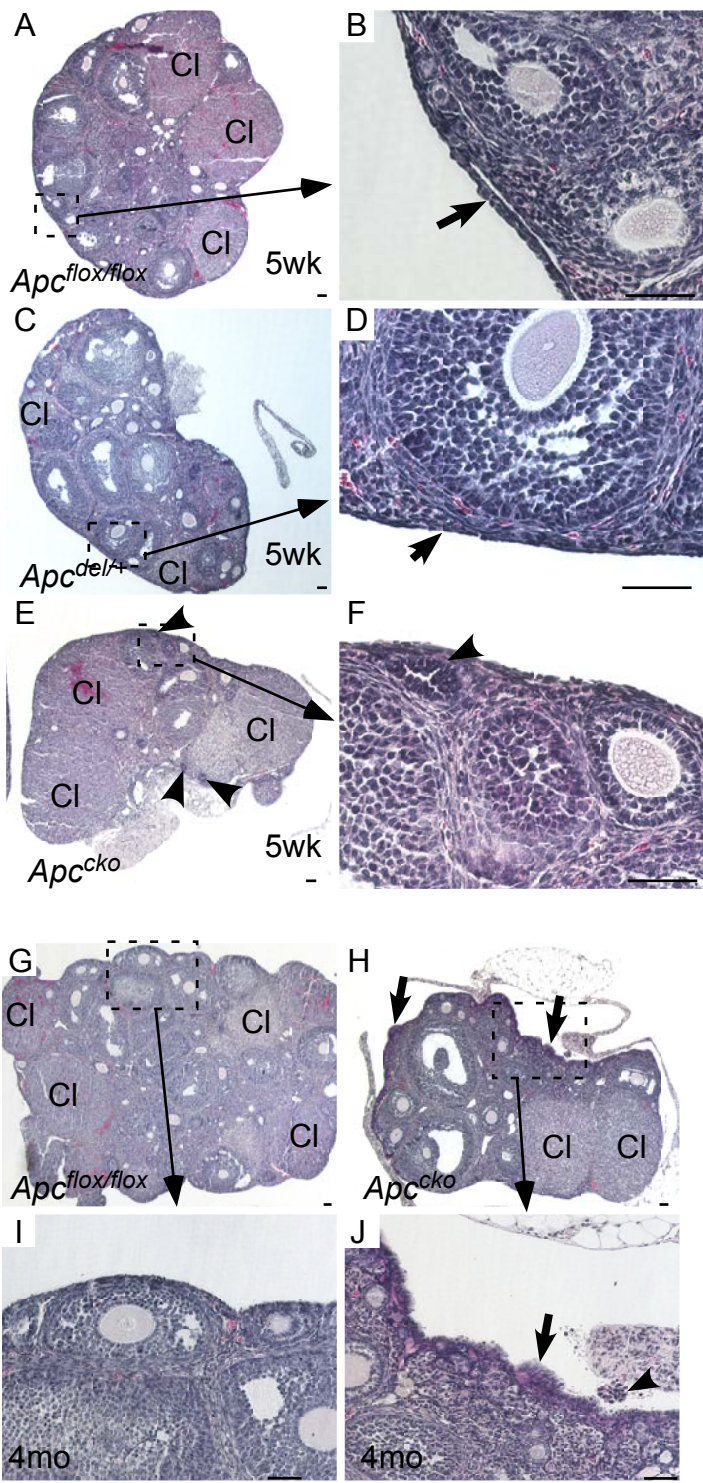 A
Cl
Cl
Cl
Apc^flox/flox
5wk
B
C
Cl
Cl
Apc^del/+
5wk
D
E
Cl
Cl
Cl
Apc^cko
5wk
F
G
Cl
Cl
Cl
Cl
Apc^flox/flox
H
Cl
Cl
Apc^cko
I
4mo
J
4mo